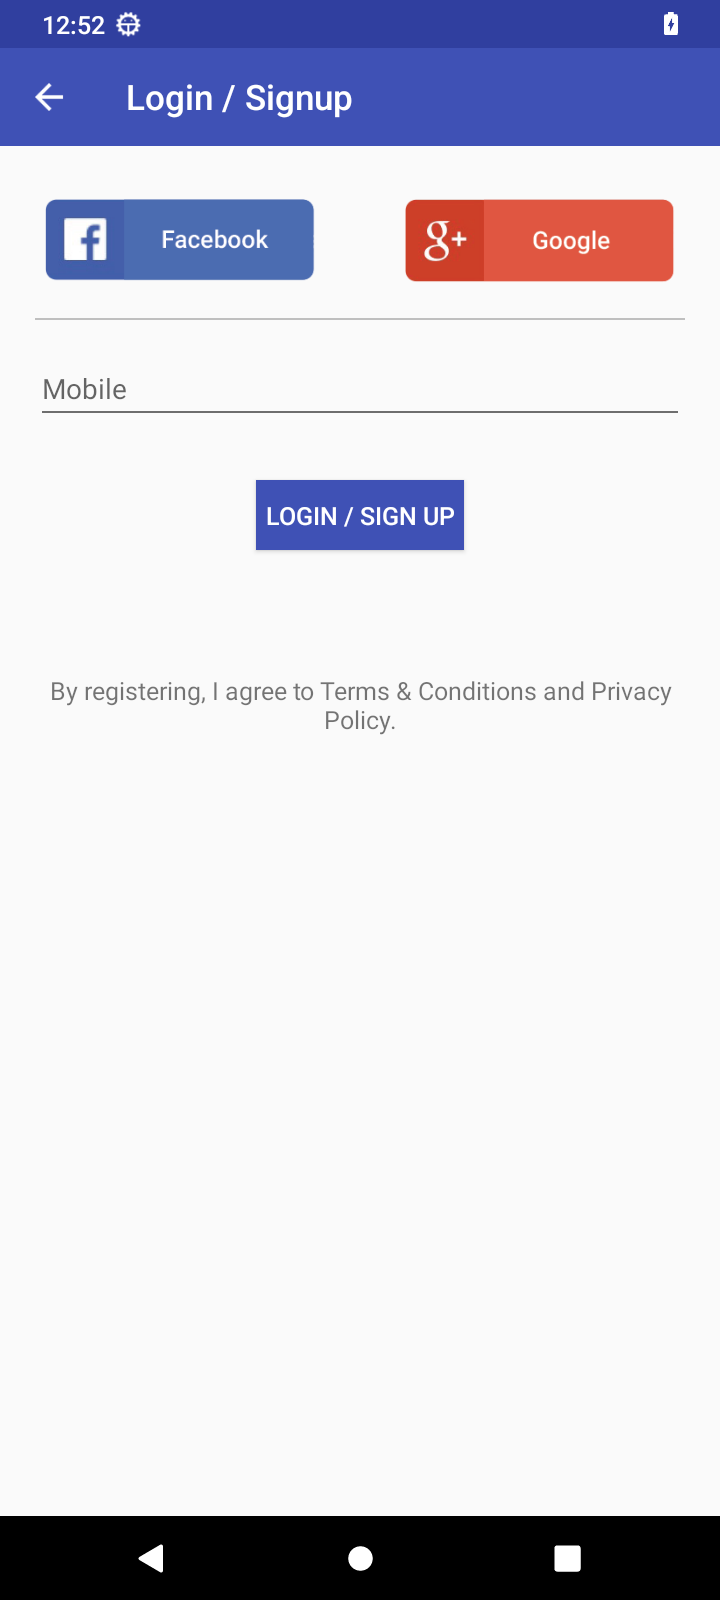 12:52
Login / Signup
Facebook
g+ Google
Mobile
LOGIN / SIGN UP
By registering, I agree to Terms & Conditions and Privacy
Policy.